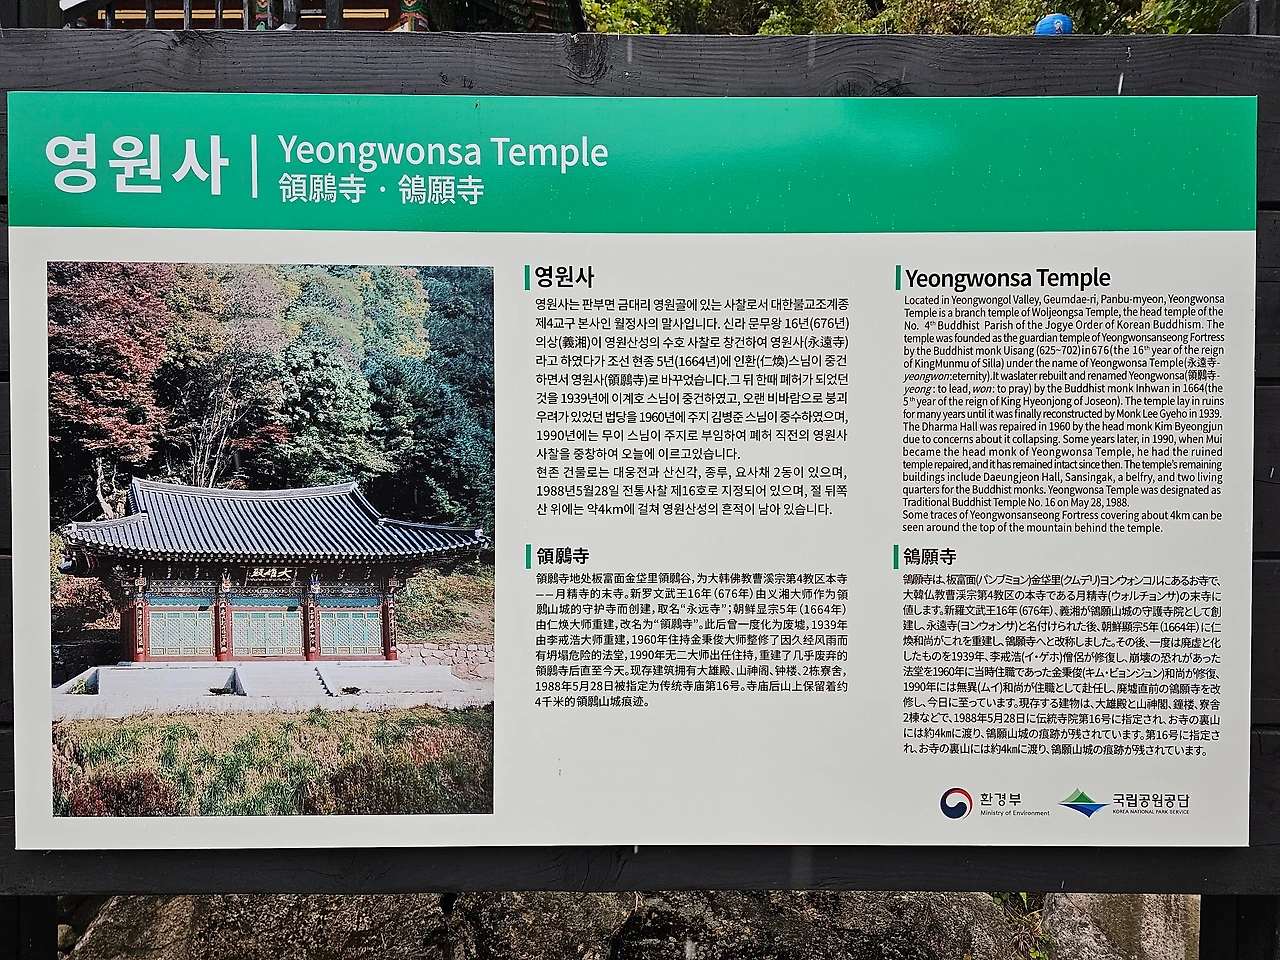 영원사
Yeongwonsa Temple
領願寺 · 鴒願寺
영원사
영원사는 판부면 금대리 영원골에 있는 사찰로서 대한불교조계종
제4교구 본사인 월정사의 말사입니다. 신라 문무왕 16년(676년)
의상(義湘)이 영원산성의 수호 사찰로 창건하여 영원사(永遠寺)
라고 하였다가 조선 현종 5년(1664년)에 인환(仁煥)스님이 중건
하면서 영원사(領願寺)로 바꾸었습니다.그 뒤 한때 폐허가 되었던
것을 1939년에 이계호 스님이 중건하였고, 오랜 비바람으로 붕괴
우려가 있었던 법당을 1960년에 주지 김병준 스님이 중수하였으며,
1990년에는 무이 스님이 주지로 부임하여 폐허 직전의 영원사
사찰을 중창하여 오늘에 이르고있습니다.
현존 건물로는 대웅전과 산신각, 종루, 요사채 2동이 있으며,
1988년5월28일 전통사찰 제16호로 지정되어 있으며, 절 뒤쪽
산 위에는 약4km에 걸쳐 영원산성의 흔적이 남아 있습니다.
Yeongwonsa Temple
Located in Yeongwongol Valley, Geumdae-ri, Panbu-myeon, Yeongwonsa
Temple is a branch temple of Woljeongsa Temple, the head temple of the
No. 4th Buddhist Parish of the Jogye Order of Korean Buddhism. The
temple was founded as the guardian temple of Yeongwonsanseong Fortress
by the Buddhist monk Uisang (625~702)in676(the 16th year of the reign
of KingMunmu of Silla) under the name of Yeongwonsa Temple(永遠寺-
yeongwon:eternity).It waslater rebuilt and renamed Yeongwonsa(領願寺-
yeong : to lead, won: to pray) by the Buddhist monk Inhwan in 1664(the
5th year of the reign of King Hyeonjong of Joseon). The temple lay in ruins
for many years until it was finally reconstructed by Monk Lee Gyeho in 1939.
The Dharma Hall was repaired in 1960 by the head monk Kim Byeongjun
due to concerns about it collapsing. Some years later, in 1990, when Mui
became the head monk of Yeongwonsa Temple, he had the ruined
temple repaired, and it has remained intact since then. The temple's remaining
buildings include Daeungjeon Hall, Sansingak, a belfry, and two living
quarters for the Buddhist monks. Yeongwonsa Temple was designated as
Traditional Buddhist Temple No. 16 on May 28, 1988.
Some traces of Yeongwonsanseong Fortress covering about 4km can be
seen around the top of the mountain behind the temple.
領願寺
領願寺地处板富面金垈里領願谷,为大韩佛教曹溪宗第4教区本寺
——月精寺的末寺。新罗文武王16年(676年)由义湘大师作为領
願山城的守护寺而创建,取名“永远寺”;朝鲜显宗5年(1664年)
由仁焕大师重建,改名为“領願寺”。此后曾一度化为废墟,1939年
由李戒浩大师重建,1960年住持金秉俊大师整修了因久经风雨而
有坍塌危险的法堂,1990年无二大师出任住持,重建了几乎废弃的
領願寺后直至今天。现存建筑拥有大雄殿、山神阁、钟楼、2栋寮舍,
1988年5月28日被指定为传统寺庙第16号。寺庙后山上保留着约
4千米的領願山城痕迹。
鴒願寺
鴒願寺は、板富面(パンブミョン)金垈里(クムデリ)ヨンウォンコルにあるお寺で、
大韓仏教曹渓宗第4教区の本寺である月精寺(ウォルチョンサ)の末寺に
値します。新羅文武王16年(676年)、義湘が鴒願山城の守護寺院として創
建し、永遠寺(ヨンウォンサ)と名付けられた後、朝鮮顯宗5年(1664年)に仁
煥和尚がこれを重建し、鴒願寺へと改称しました。その後、一度は廃虚と化
したものを1939年、李戒浩(イ・ゲホ)僧侶が修復し、崩壊の恐れがあった
法堂を1960年に当時住職であった金秉俊(キム・ビョンジュン)和尚が修復、
1990年には無異(ムイ)和尚が住職として赴任し、廃墟直前の鴒願寺を改
修し、今日に至っています。現存する建物は、大雄殿と山神閣、鐘楼、寮舎
2棟などで、1988年5月28日に伝統寺院第16号に指定され、お寺の裏山
には約4㎞に渡り、鴒願山城の痕跡が残されています。第16号に指定さ
れ、お寺の裏山には約4㎞に渡り、鴒願山城の痕跡が残されています。
환경부
Ministry of Environment
국립공원공단
KOREA NATIONAL PARK SERVICE